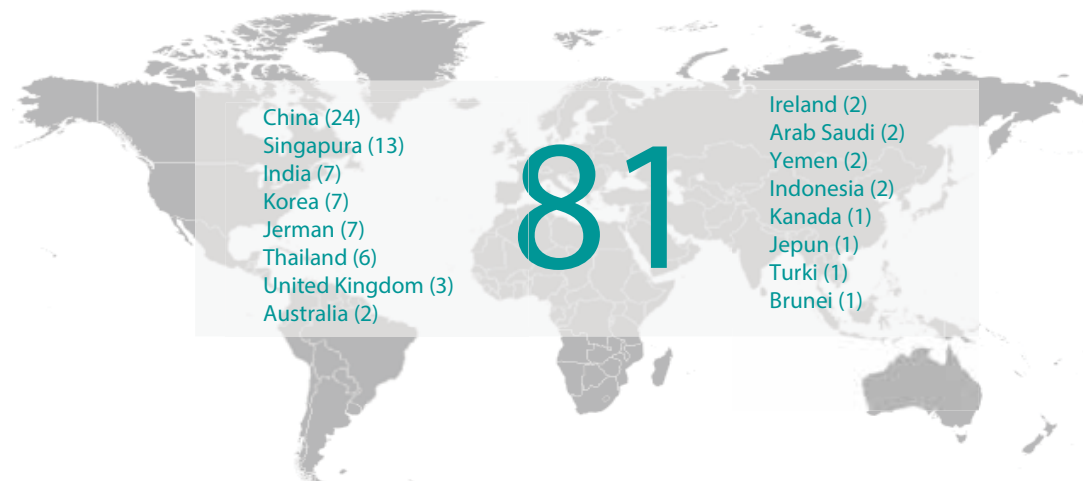 China (24)
Singapura (13)
India (7)
Korea (7)
Jerman (7)
Thailand (6)
United Kingdom (3)
Australia (2)
81
Ireland (2)
Arab Saudi (2)
Yemen (2)
Indonesia (2)
Kanada (1)
Jepun (1)
Turki (1)
Brunei (1)